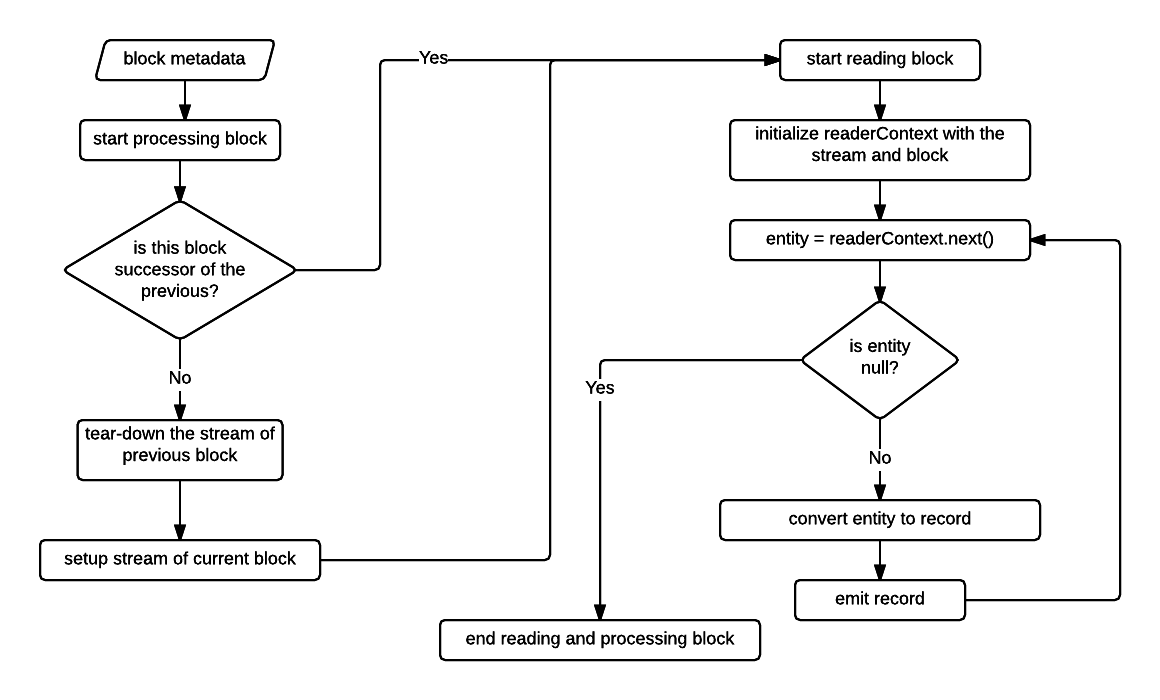 block metadata
start processing block
is this block
successor of the
previous?
No
tear-down the stream of
previous block
setup stream of current block
Yes
start reading block
initialize readerContext with the
stream and block
entity = readerContext.next()
is entity
null?
Yes
No
convert entity to record
emit record
end reading and processing block